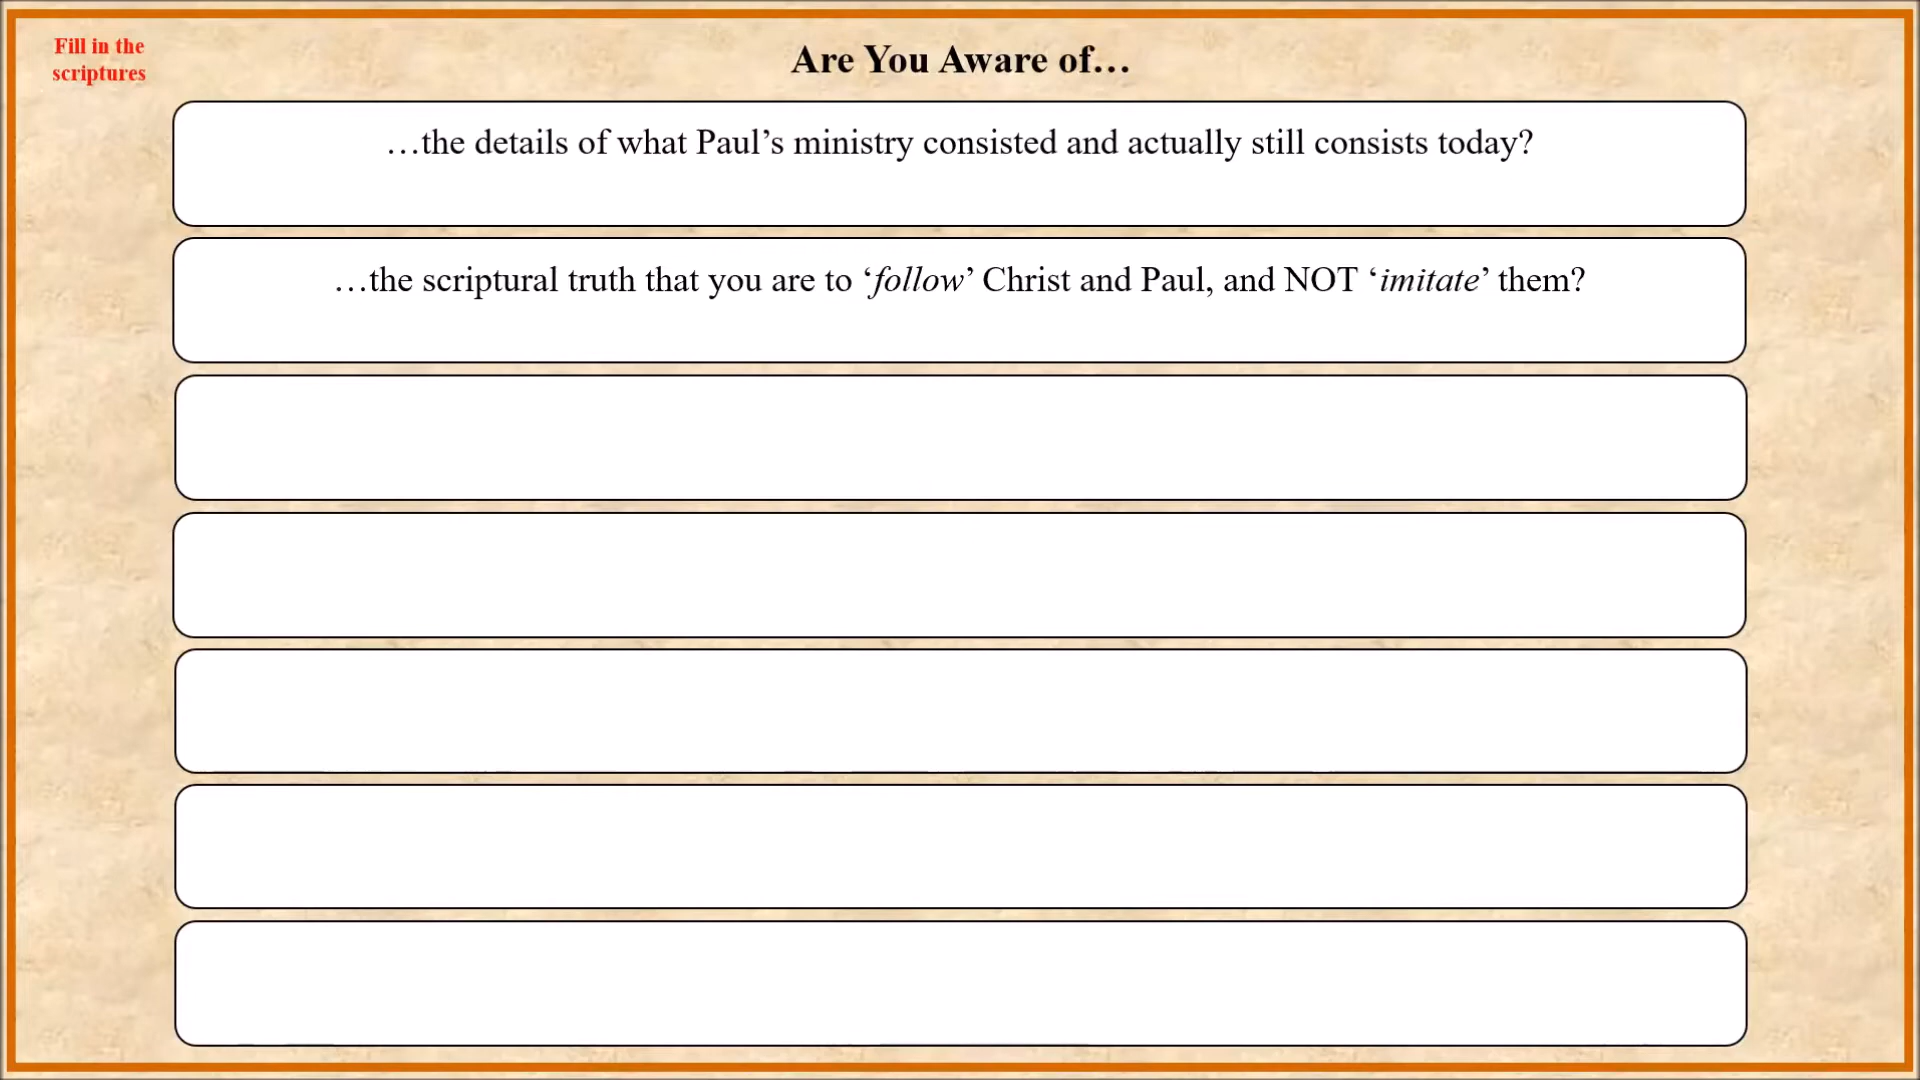 Fill in the
scriptures
Are You Aware of…
…the details of what Paul’s ministry consisted and actually still consists today?
…the scriptural truth that you are to ‘follow’ Christ and Paul, and NOT ‘imitate’ them?